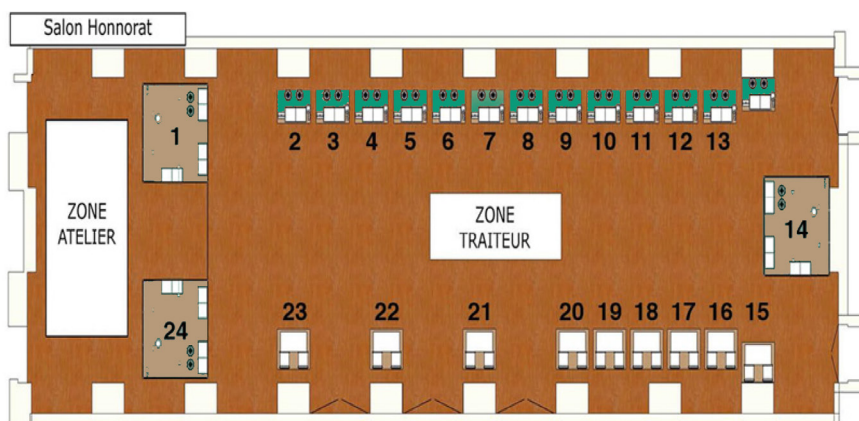 Salon Honnorat
1
2 3 4 5 6 7 8 9 10 11 12 13
ZONE
ATELIER
ZONE
TRAITEUR
14
24
23 22 21 20 19 18 17 16 15